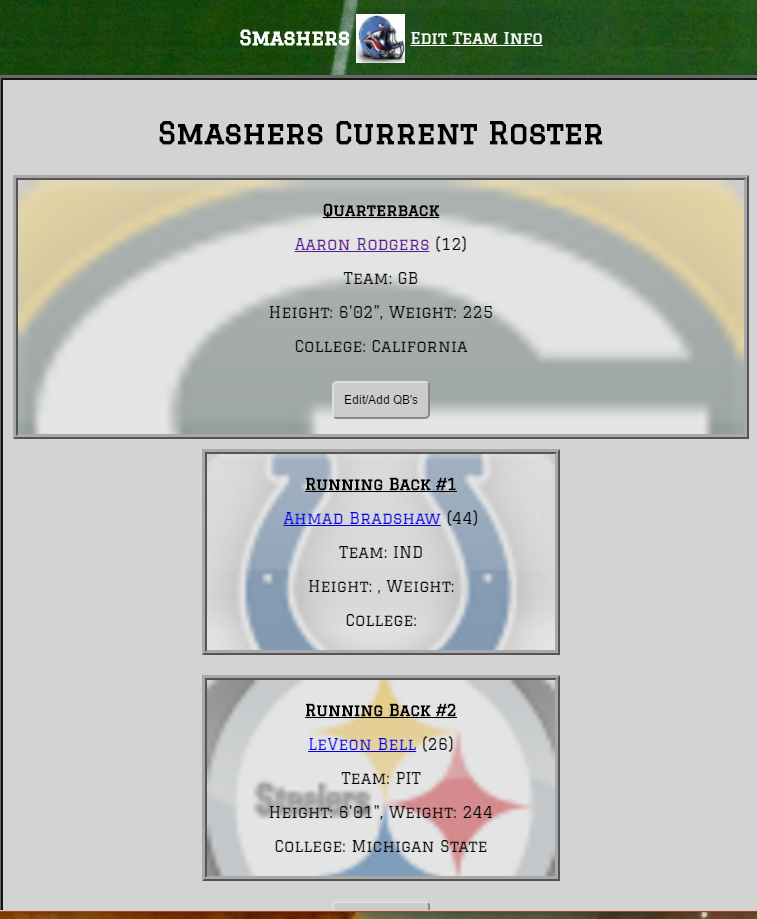 Smashers Edit Team Info
Smashers Current Roster
Quarterback
Aaron Rodgers (12)
Team: GB
Height: 6'02", Weight: 225
College: California
Edit/Add QB's
Running Back #1
Ahmad Bradshaw (44)
Team: IND
Height: , Weight:
College:
Running Back #2
LeVeon Bell (26)
Team: PIT
Steelers
Height: 6'01", Weight: 244
College: Michigan State